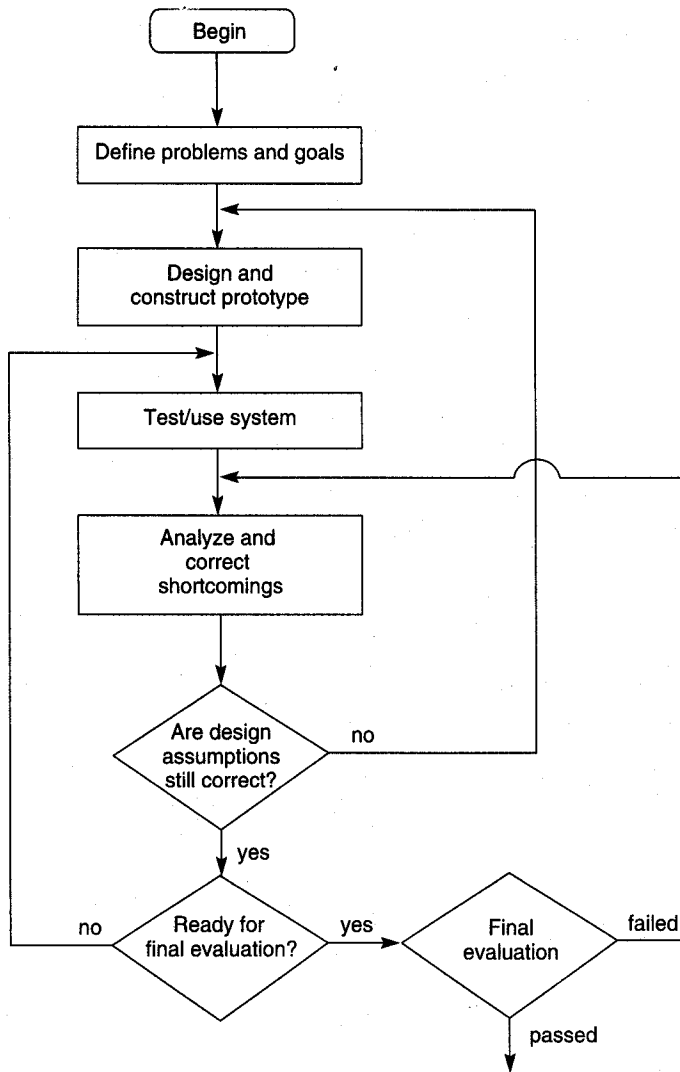 Begin
Define problems and goals
Design and
construct prototype
Test/use system
Analyze and
correct
shortcomings
Are design
assumptions
still correct?
no
yes
Ready for
final evaluation?
no
yes
Final
evaluation
failed
passed